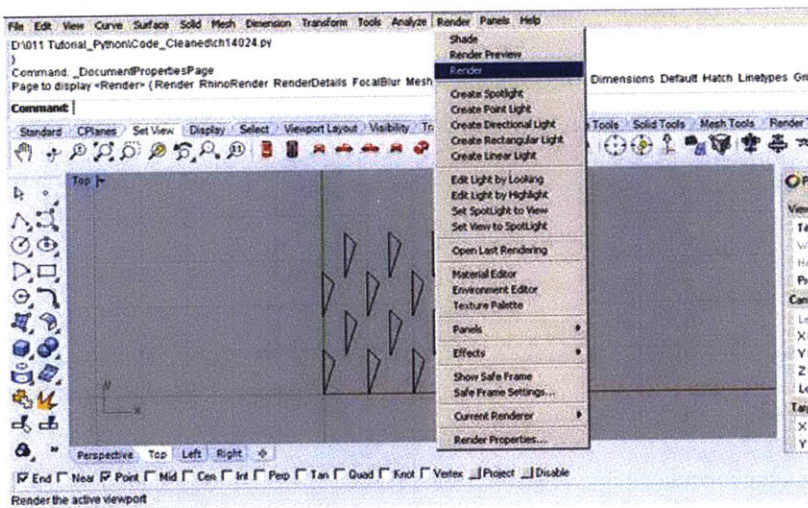 File Edit View Curve Surface Solid Mesh Dimension Transform Tools Analyze Render Panels Help
D:\011 Tutorial_Python\Code_Cleaned\ch14024.py
)
Command: _DocumentPropertiesPage
Page to display <Render> ( Render RhinoRender RenderDetails FocalBlur Mesh
Dimensions Default Hatch Linetypes Gri
Command:
Standard CPlanes Set View Display Select Viewport Layout Visibility Tr
Tools Solid Tools Mesh Tools Render T
Shade
Render Preview
Render
Create Spotlight
Create Point Light
Create Directional Light
Create Rectangular Light
Create Linear Light
Edit Light by Looking
Edit Light by Highlight
Set SpotLight to View
Set View to SpotLight
Open Last Rendering
Material Editor
Environment Editor
Texture Palette
Panels
Effects
Show Safe Frame
Safe Frame Settings...
Current Renderer
Render Properties...
Top
y
x
P
View
Pr
Cam
X
Y
Z
Targ
X
Y
Perspective Top Left Right
End Near Point Mid Cen Int Perp Tan Quad Knot Vertex Project Disable
Render the active viewport